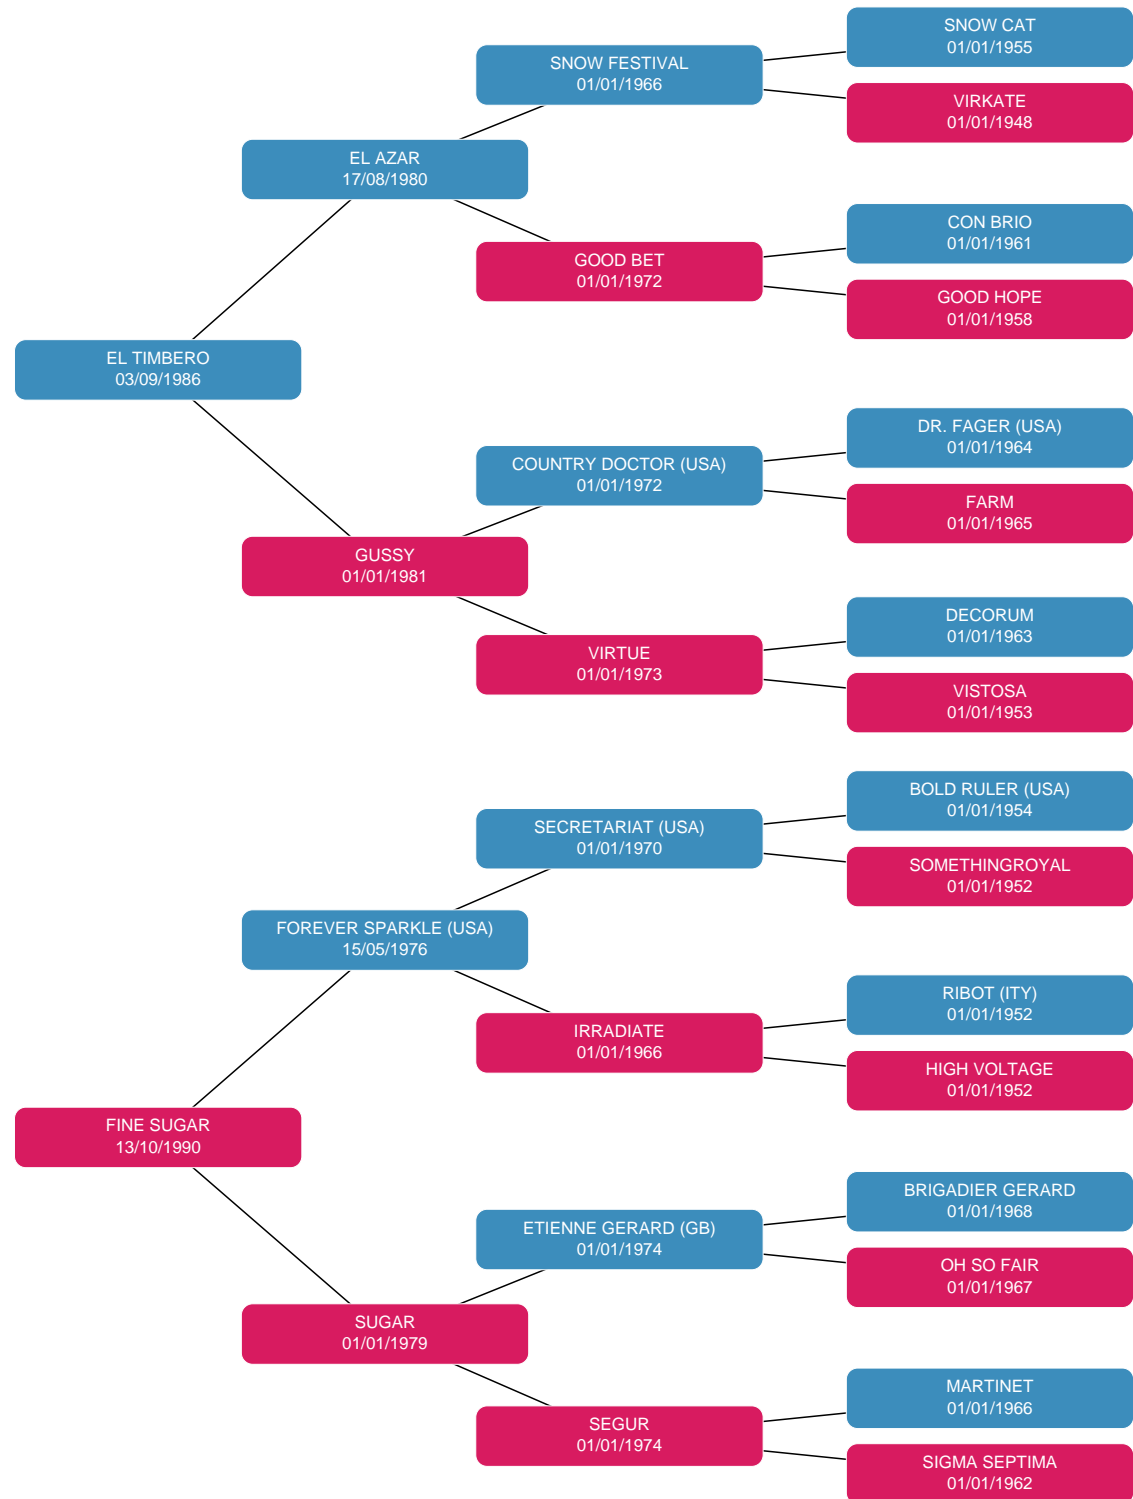 SNOW CAT
01/01/1955
SNOW FESTIVAL
01/01/1966
VIRKATE
01/01/1948
EL AZAR
17/08/1980
CON BRIO
01/01/1961
GOOD BET
01/01/1972
GOOD HOPE
01/01/1958
EL TIMBERO
03/09/1986
DR. FAGER (USA)
01/01/1964
COUNTRY DOCTOR (USA)
01/01/1972
FARM
01/01/1965
GUSSY
01/01/1981
DECORUM
01/01/1963
VIRTUE
01/01/1973
VISTOSA
01/01/1953
BOLD RULER (USA)
01/01/1954
SECRETARIAT (USA)
01/01/1970
SOMETHINGROYAL
01/01/1952
FOREVER SPARKLE (USA)
15/05/1976
RIBOT (ITY)
01/01/1952
IRRADIATE
01/01/1966
HIGH VOLTAGE
01/01/1952
FINE SUGAR
13/10/1990
BRIGADIER GERARD
01/01/1968
ETIENNE GERARD (GB)
01/01/1974
OH SO FAIR
01/01/1967
SUGAR
01/01/1979
MARTINET
01/01/1966
SEGUR
01/01/1974
SIGMA SEPTIMA
01/01/1962